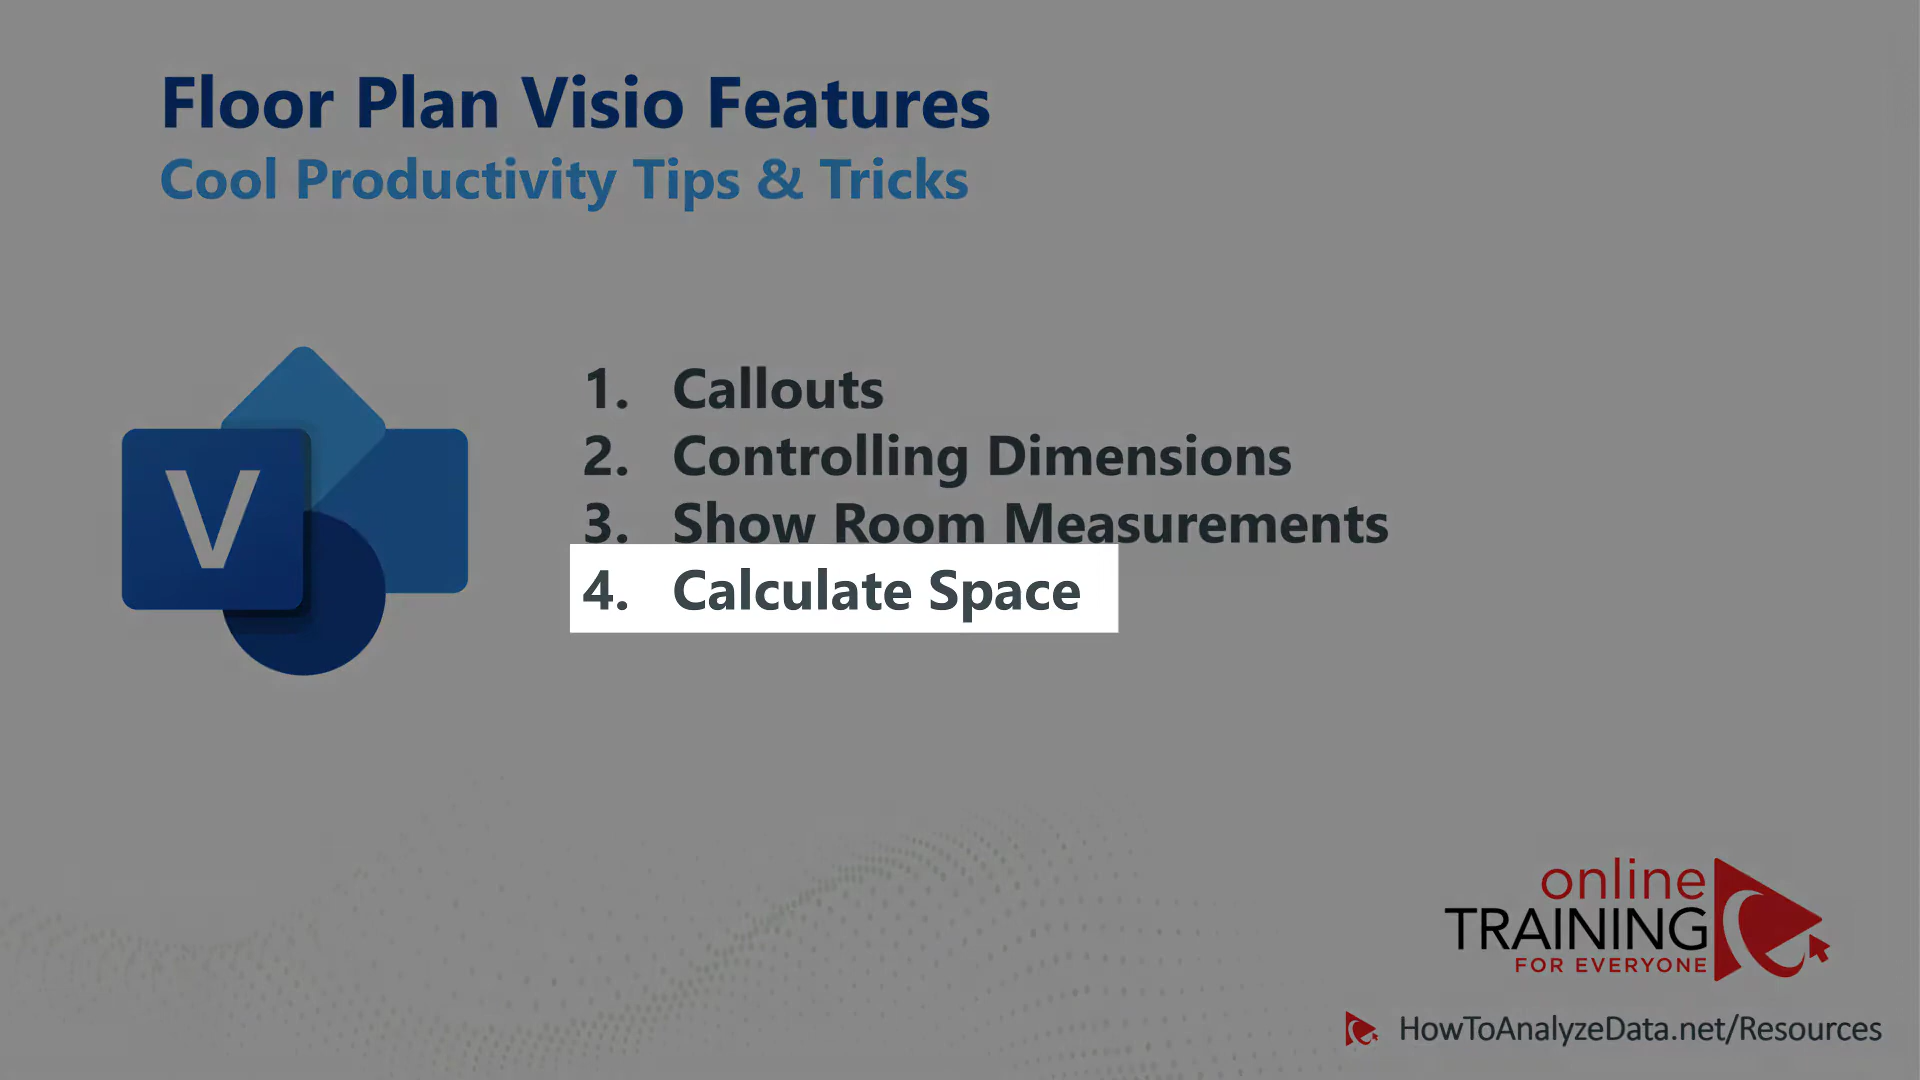 Floor Plan Visio Features
Cool Productivity Tips & Tricks
V
1. Callouts
2. Controlling Dimensions
3. Show Room Measurements
4. Calculate Space
online
TRAINING
FOR EVERYONE
HowToAnalyzeData.net/Resources